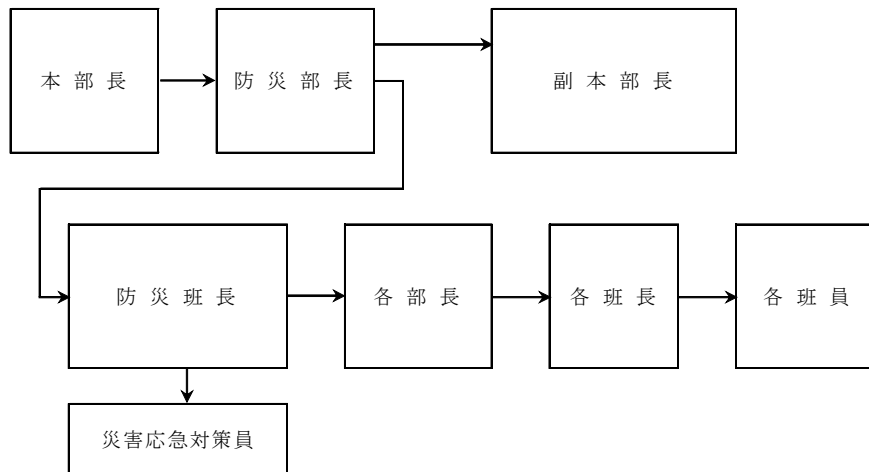 本部長
防災部長
副本部長
防災班長
各部長
各班長
各班員
災害応急対策員